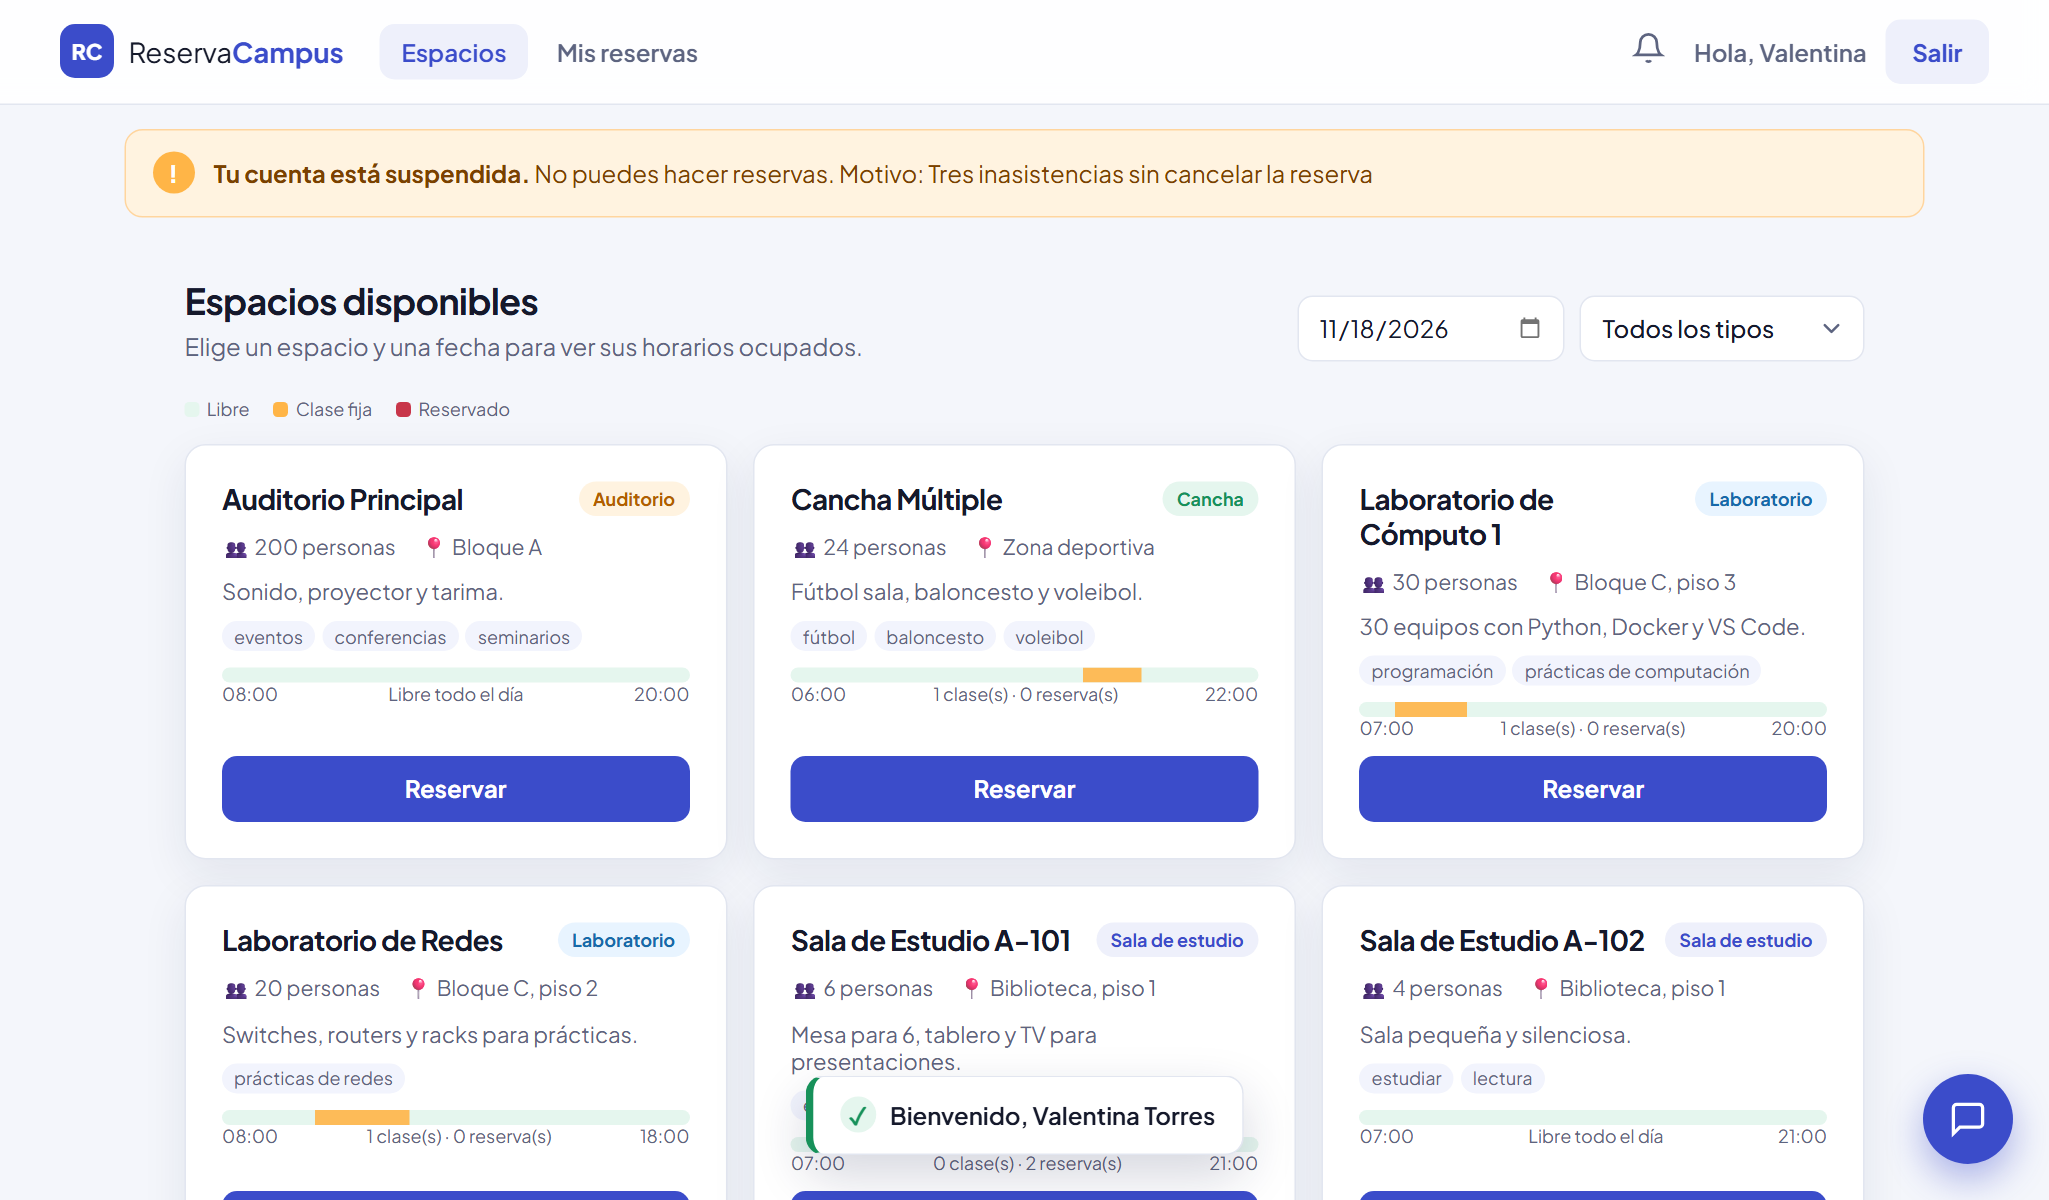 RC ReservaCampus Espacios Mis reservas Hola, Valentina Salir
! Tu cuenta está suspendida. No puedes hacer reservas. Motivo: Tres inasistencias sin cancelar la reserva
Espacios disponibles
Elige un espacio y una fecha para ver sus horarios ocupados.
11/18/2026 Todos los tipos
Libre Clase fija Reservado
Auditorio Principal Auditorio
200 personas Bloque A
Sonido, proyector y tarima.
eventos conferencias seminarios
08:00 Libre todo el día 20:00
Reservar
Cancha Múltiple Cancha
24 personas Zona deportiva
Fútbol sala, baloncesto y voleibol.
fútbol baloncesto voleibol
06:00 1 clase(s) · 0 reserva(s) 22:00
Reservar
Laboratorio de Laboratorio
Cómputo 1
30 personas Bloque C, piso 3
30 equipos con Python, Docker y VS Code.
programación prácticas de computación
07:00 1 clase(s) · 0 reserva(s) 20:00
Reservar
Laboratorio de Redes Laboratorio
20 personas Bloque C, piso 2
Switches, routers y racks para prácticas.
prácticas de redes
08:00 1 clase(s) · 0 reserva(s) 18:00
Sala de Estudio A-101 Sala de estudio
6 personas Biblioteca, piso 1
Mesa para 6, tablero y TV para
presentaciones.
07:00 0 clase(s) · 2 reserva(s) 21:00
Sala de Estudio A-102 Sala de estudio
4 personas Biblioteca, piso 1
Sala pequeña y silenciosa.
estudiar lectura
07:00 Libre todo el día 21:00
✓ Bienvenido, Valentina Torres